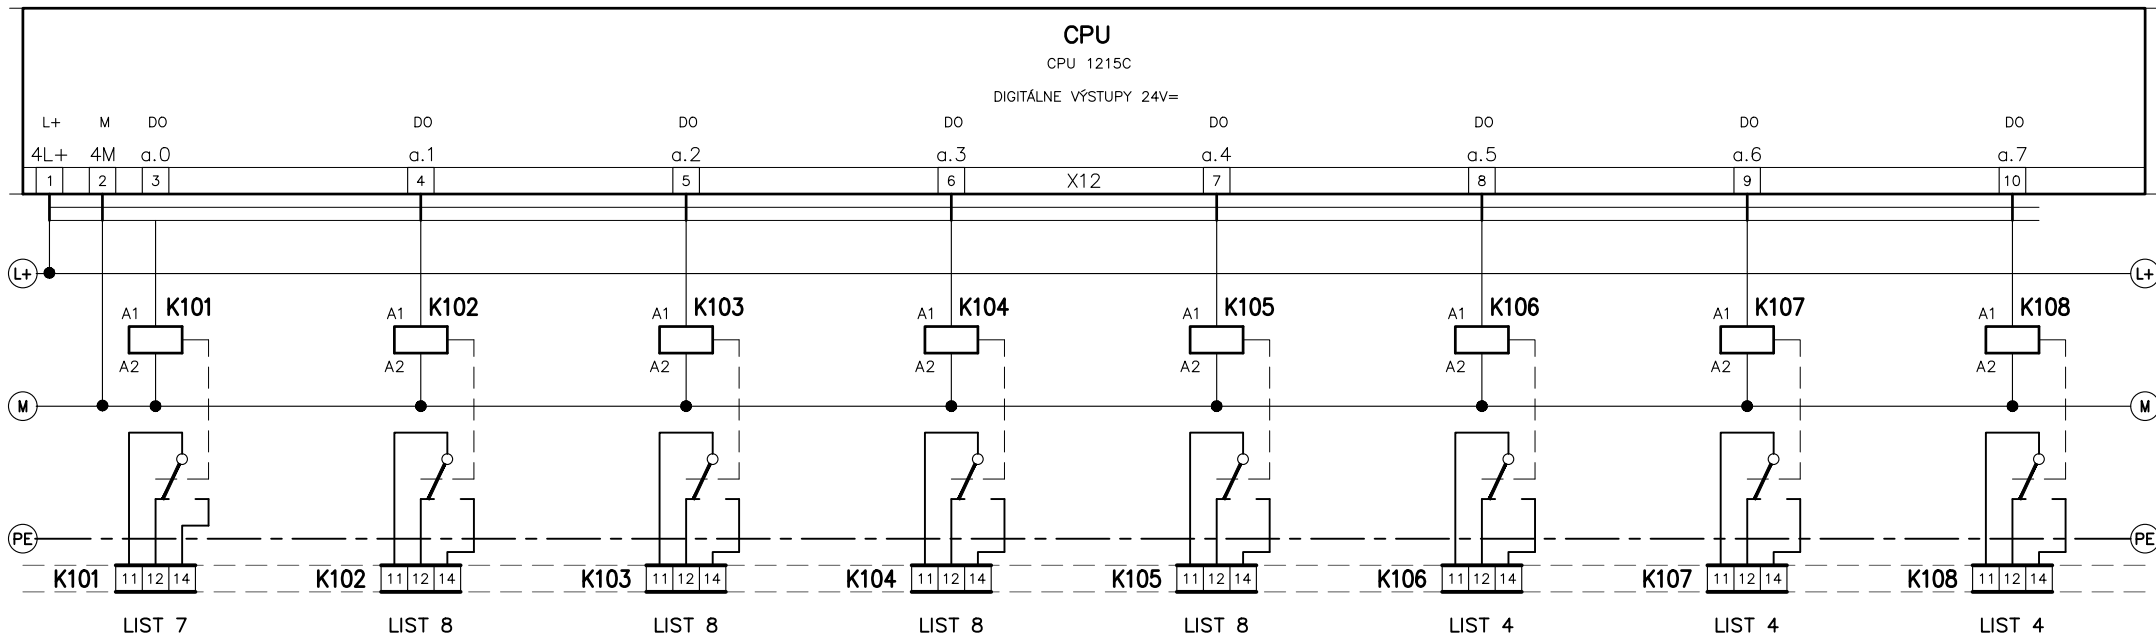 CPU
CPU 1215C
DIGITÁLNE VÝSTUPY 24V=
L+ M DO DO DO DO DO DO DO DO
4L+ 4M a.0 a.1 a.2 a.3 a.4 a.5 a.6 a.7
1 2 3 4 5 6 X12 7 8 9 10
L+ L+
K101 K102 K103 K104 K105 K106 K107 K108
A1 A1 A1 A1 A1 A1 A1 A1
A2 A2 A2 A2 A2 A2 A2 A2
M M
PE PE
K101 11 12 14 K102 11 12 14 K103 11 12 14 K104 11 12 14 K105 11 12 14 K106 11 12 14 K107 11 12 14 K108 11 12 14
LIST 7 LIST 8 LIST 8 LIST 8 LIST 8 LIST 4 LIST 4 LIST 4